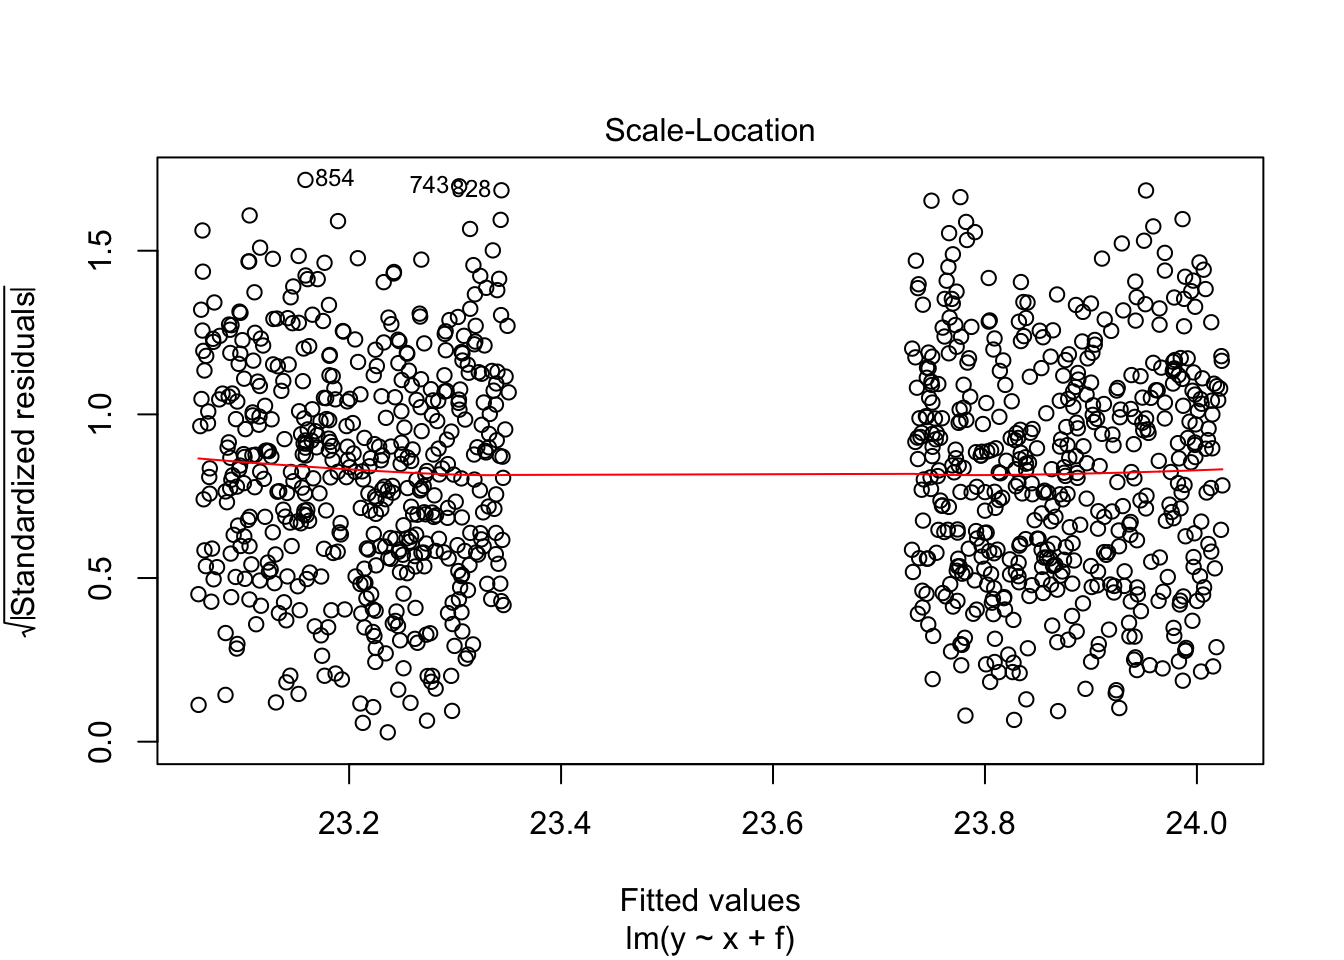 Scale-Location
854
743
828
√|Standardized residuals|
1.5
1.0
0.5
0.0
23.2 23.4 23.6 23.8 24.0
Fitted values
lm(y ~ x + f)